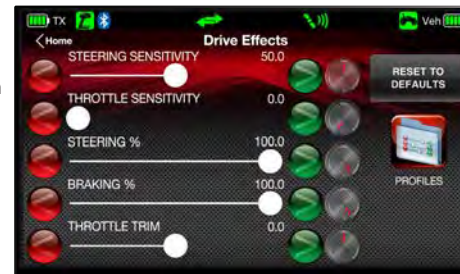 TX
Veh
Home
Drive Effects
STEERING SENSITIVITY 50.0
THROTTLE SENSITIVITY 0.0
STEERING % 100.0
BRAKING % 100.0
THROTTLE TRIM 0.0
RESET TO
DEFAULTS
PROFILES